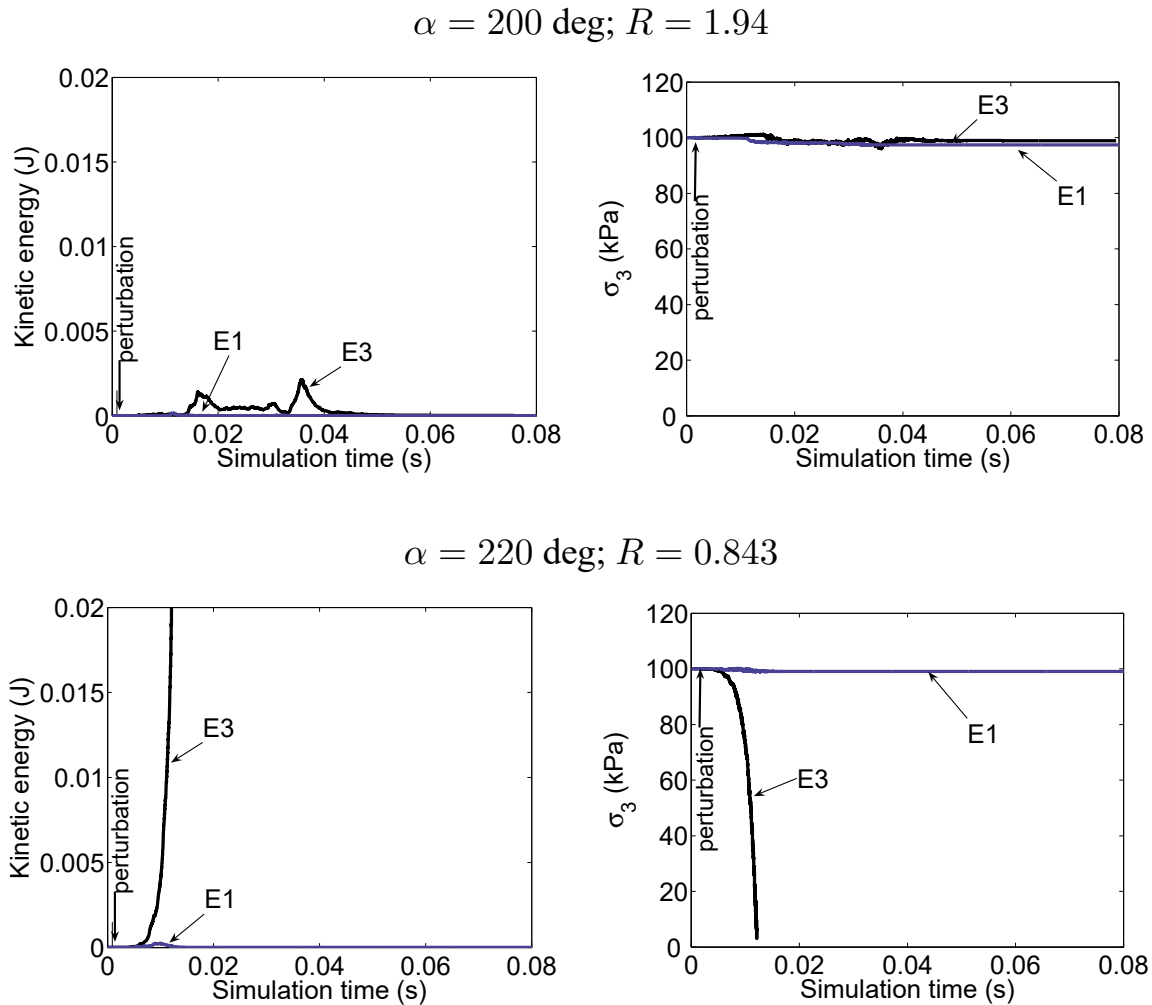 α = 200 deg; R = 1.94
0.02
0.015
0.01
0.005
0
Kinetic energy (J)
perturbation
E1
E3
0 0.02 0.04 0.06 0.08
Simulation time (s)
120
100
80
60
40
20
0
σ3 (kPa)
perturbation
E3
E1
0 0.02 0.04 0.06 0.08
Simulation time (s)
α = 220 deg; R = 0.843
0.02
0.015
0.01
0.005
0
Kinetic energy (J)
perturbation
E3
E1
0 0.02 0.04 0.06 0.08
Simulation time (s)
120
100
80
60
40
20
0
σ3 (kPa)
perturbation
E1
E3
0 0.02 0.04 0.06 0.08
Simulation time (s)